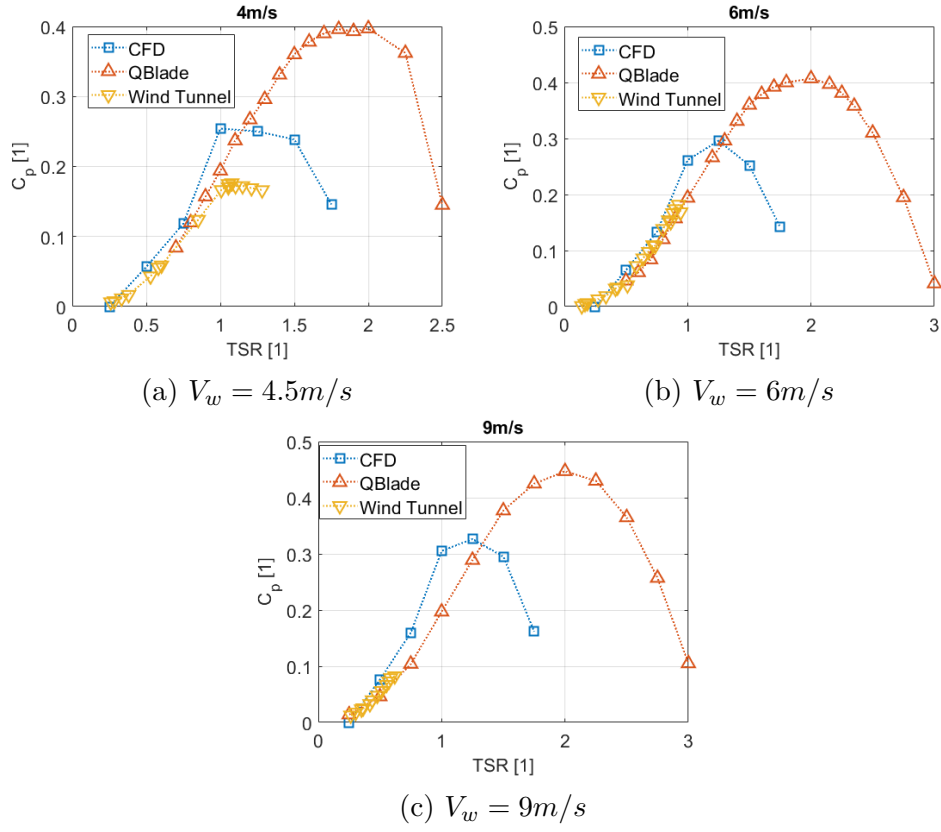 4m/s
CFD
QBlade
Wind Tunnel
0.4
0.3
0.2
0.1
0
C_p [1]
0 0.5 1 1.5 2 2.5
TSR [1]
(a) V_w = 4.5m/s
6m/s
CFD
QBlade
Wind Tunnel
0.5
0.4
0.3
0.2
0.1
0
C_p [1]
0 1 2 3
TSR [1]
(b) V_w = 6m/s
9m/s
CFD
QBlade
Wind Tunnel
0.5
0.4
0.3
0.2
0.1
0
C_p [1]
0 1 2 3
TSR [1]
(c) V_w = 9m/s